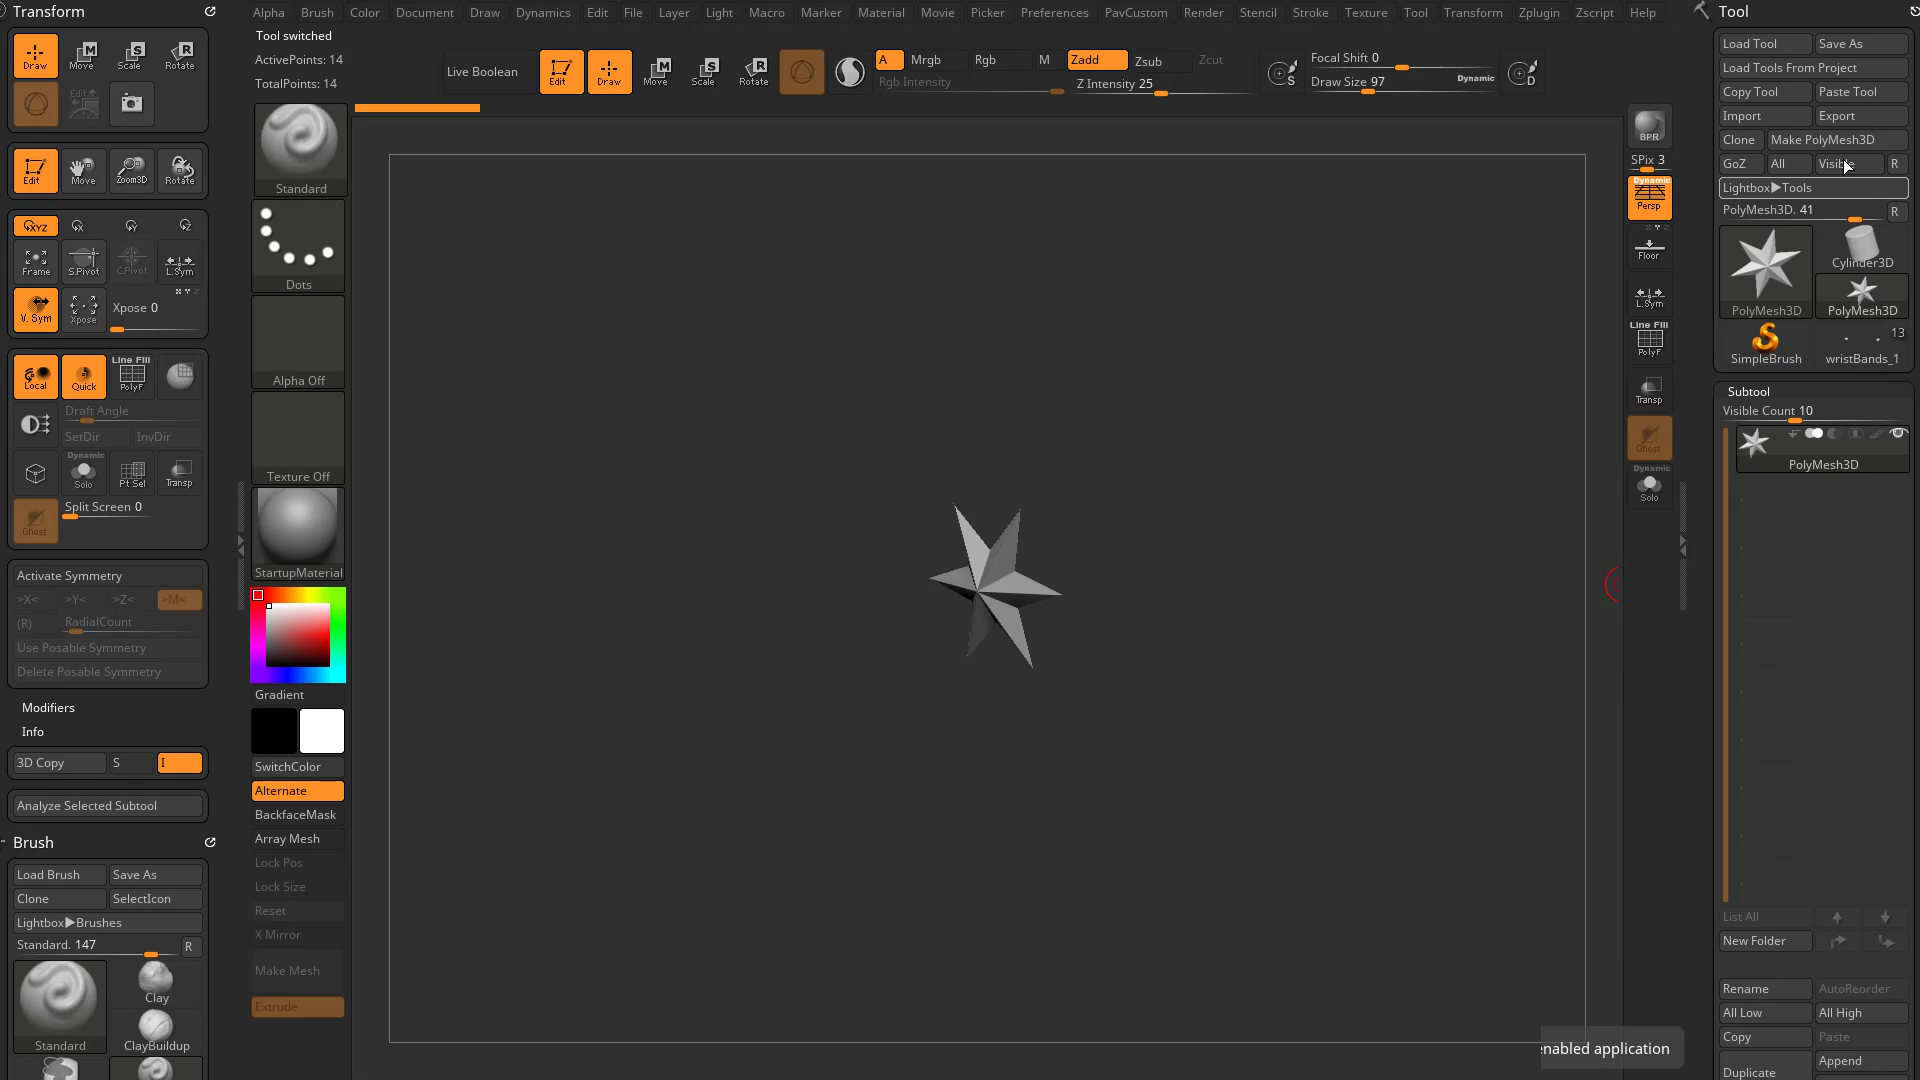 Transform
Draw Move Scale Rotate
Edit
Edit Move Zoom3D Rotate
XYZ X Y Z
Frame S.Pivot C.Pivot L.Sym
V. Sym Xpose Xpose 0
Local Quick Line Fill PolyF
Draft Angle
SetDir InvDir
Dynamic
Solo Pt Sel Transp
Ghost Split Screen 0
Activate Symmetry
>X< >Y< >Z< >M<
(R) RadialCount
Use Posable Symmetry
Delete Posable Symmetry
Modifiers
Info
3D Copy S I
Analyze Selected Subtool
Brush
Load Brush Save As
Clone SelectIcon
Lightbox▶Brushes
Standard. 147 R
Clay
Standard ClayBuildup
Alpha Brush Color Document Draw Dynamics Edit File Layer Light Macro Marker Material Movie Picker Preferences PavCustom Render Stencil Stroke Texture Tool Transform Zplugin Zscript Help
Tool switched
ActivePoints: 14
TotalPoints: 14
Live Boolean Edit Draw Move Scale Rotate
A Mrgb Rgb M Zadd Zsub Zcut
Rgb Intensity Z Intensity 25
S Focal Shift 0
Draw Size 97 Dynamic D
Standard
Dots
Alpha Off
Texture Off
StartupMaterial
Gradient
SwitchColor
Alternate
BackfaceMask
Array Mesh
Lock Pos
Lock Size
Reset
X Mirror
Make Mesh
Extrude
BPR
SPix 3
Dynamic
Persp
Floor
L.Sym
Line Fill
PolyF
Transp
Ghost
Dynamic
Solo
enabled application
Tool
Load Tool Save As
Load Tools From Project
Copy Tool Paste Tool
Import Export
Clone Make PolyMesh3D
GoZ All Visible R
Lightbox▶Tools
PolyMesh3D. 41 R
Cylinder3D
PolyMesh3D PolyMesh3D
13
SimpleBrush wristBands_1
Subtool
Visible Count 10
PolyMesh3D
List All
New Folder
Rename AutoReorder
All Low All High
Copy Paste
Duplicate Append